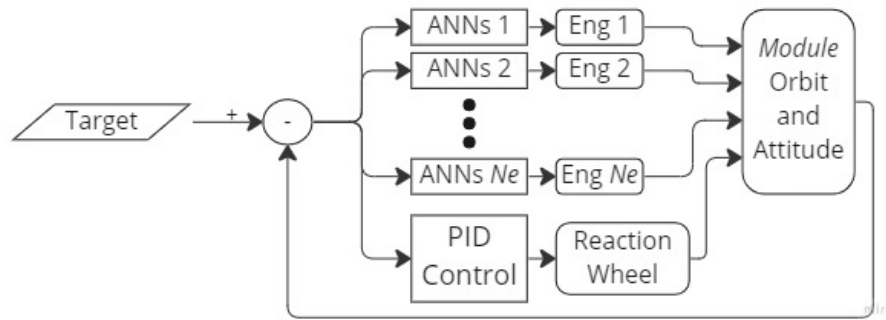 ANNs 1
Eng 1
ANNs 2
Eng 2
Module
Orbit
and
Attitude
Target
+
-
ANNs Ne
Eng Ne
PID
Control
Reaction
Wheel